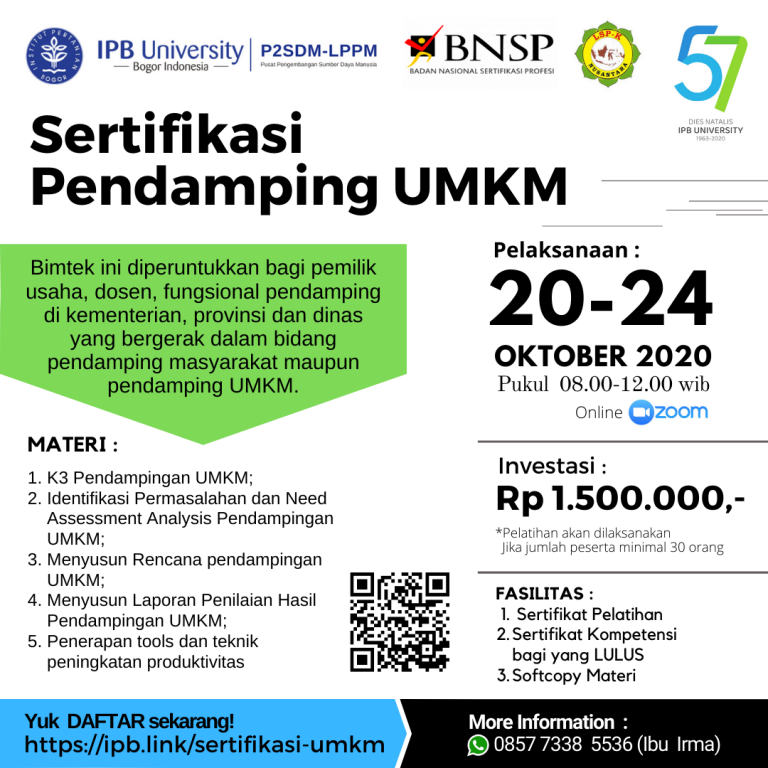 INSTITUT PERTANIAN
BOGOR
IPB University
Bogor Indonesia
P2SDM-LPPM
Pusat Pengembangan Sumber Daya Manusia
BNSP
BADAN NASIONAL SERTIFIKASI PROFESI
LSP-K
NUSANTARA
57
DIES NATALIS
IPB UNIVERSITY
1963-2020
Sertifikasi
Pendamping UMKM
Bimtek ini diperuntukkan bagi pemilik
usaha, dosen, fungsional pendamping
di kementerian, provinsi dan dinas
yang bergerak dalam bidang
pendamping masyarakat maupun
pendamping UMKM.
Pelaksanaan :
20-24
OKTOBER 2020
Pukul 08.00-12.00 wib
Online zoom
MATERI :
1. K3 Pendampingan UMKM;
2. Identifikasi Permasalahan dan Need
Assessment Analysis Pendampingan
UMKM;
3. Menyusun Rencana pendampingan
UMKM;
4. Menyusun Laporan Penilaian Hasil
Pendampingan UMKM;
5. Penerapan tools dan teknik
peningkatan produktivitas
Investasi :
Rp 1.500.000,-
*Pelatihan akan dilaksanakan
Jika jumlah peserta minimal 30 orang
FASILITAS :
1. Sertifikat Pelatihan
2. Sertifikat Kompetensi
bagi yang LULUS
3. Softcopy Materi
Yuk DAFTAR sekarang!
https://ipb.link/sertifikasi-umkm
More Information :
0857 7338 5536 (Ibu Irma)